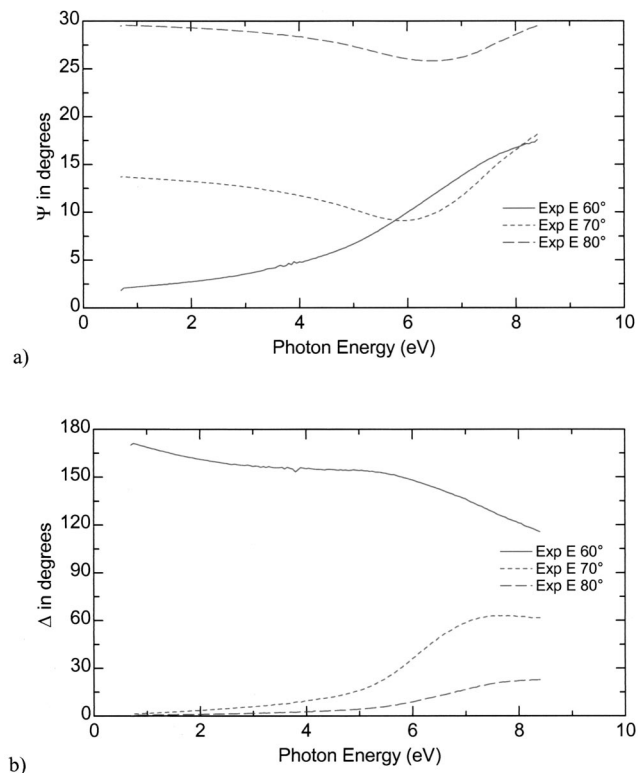 30
25
20
15
10
5
0
Ψ in degrees
Exp E 60°
Exp E 70°
Exp E 80°
0 2 4 6 8 10
Photon Energy (eV)
a)
180
150
120
90
60
30
0
Δ in degrees
Exp E 60°
Exp E 70°
Exp E 80°
0 2 4 6 8 10
Photon Energy (eV)
b)